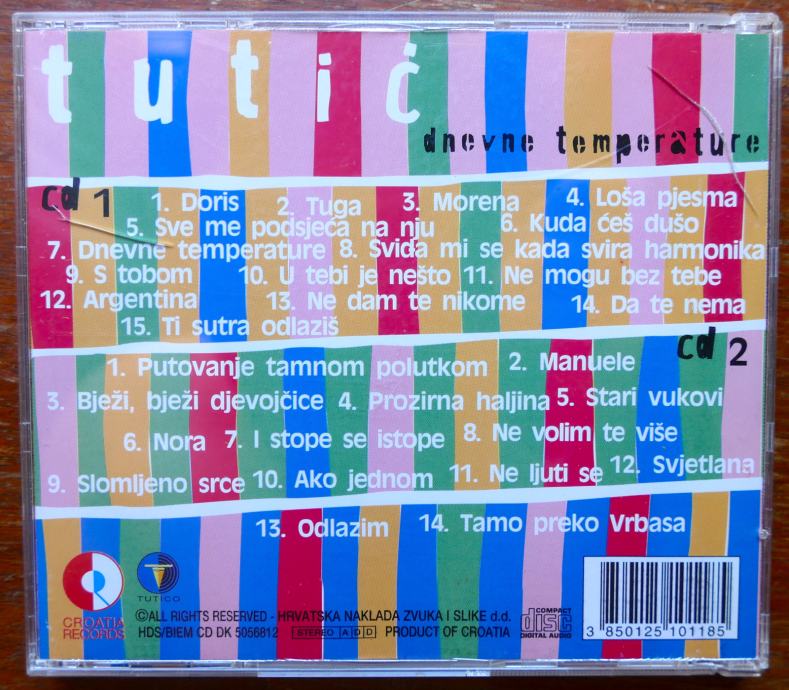 tutić
dnevne temperature
cd 1
1. Doris 2. Tuga 3. Morena 4. Loša pjesma
5. Sve me podsjeća na nju 6. Kuda ćeš dušo
7. Dnevne temperature 8. Sviđa mi se kada svira harmonika
9. S tobom 10. U tebi je nešto 11. Ne mogu bez tebe
12. Argentina 13. Ne dam te nikome 14. Da te nema
15. Ti sutra odlaziš
cd 2
1. Putovanje tamnom polutkom 2. Manuele
3. Bježi, bježi djevojčice 4. Prozirna haljina 5. Stari vukovi
6. Nora 7. I stope se istope 8. Ne volim te više
9. Slomljeno srce 10. Ako jednom 11. Ne ljuti se 12. Svjetlana
13. Odlazim 14. Tamo preko Vrbasa
CROATIA
RECORDS
TUTICO
©ALL RIGHTS RESERVED - HRVATSKA NAKLADA ZVUKA I SLIKE d.d.
HDS/BIEM CD DK 5056812 STEREO ADD PRODUCT OF CROATIA
COMPACT
disc
DIGITAL AUDIO
3 850125 101185